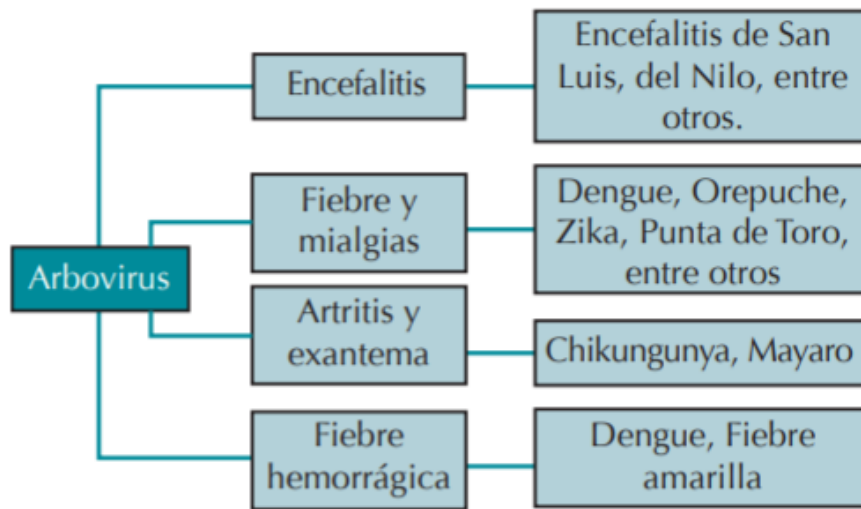 Arbovirus
Encefalitis
Encefalitis de San
Luis, del Nilo, entre
otros.
Fiebre y
mialgias
Dengue, Orepuche,
Zika, Punta de Toro,
entre otros
Artritis y
exantema
Chikungunya, Mayaro
Fiebre
hemorrágica
Dengue, Fiebre
amarilla